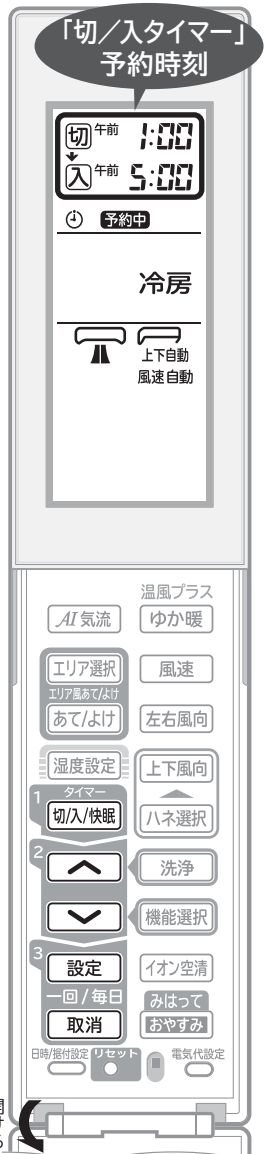 「切／入タイマー」
予約時刻
切 午前 1:00
入 午前 5:00
予約中
冷房
上下自動
風速自動
温風プラス
AI 気流 ゆか暖
エリア選択 風速
エリア風あて/よけ
あて/よけ 左右風向
湿度設定 上下風向
1 タイマー
切/入/快眠 ハネ選択
2
洗浄
機能選択
3
設定 イオン空清
一回/毎日 みはって
取消 おやすみ
日時/据付設定 リセット 電気代設定
開ける